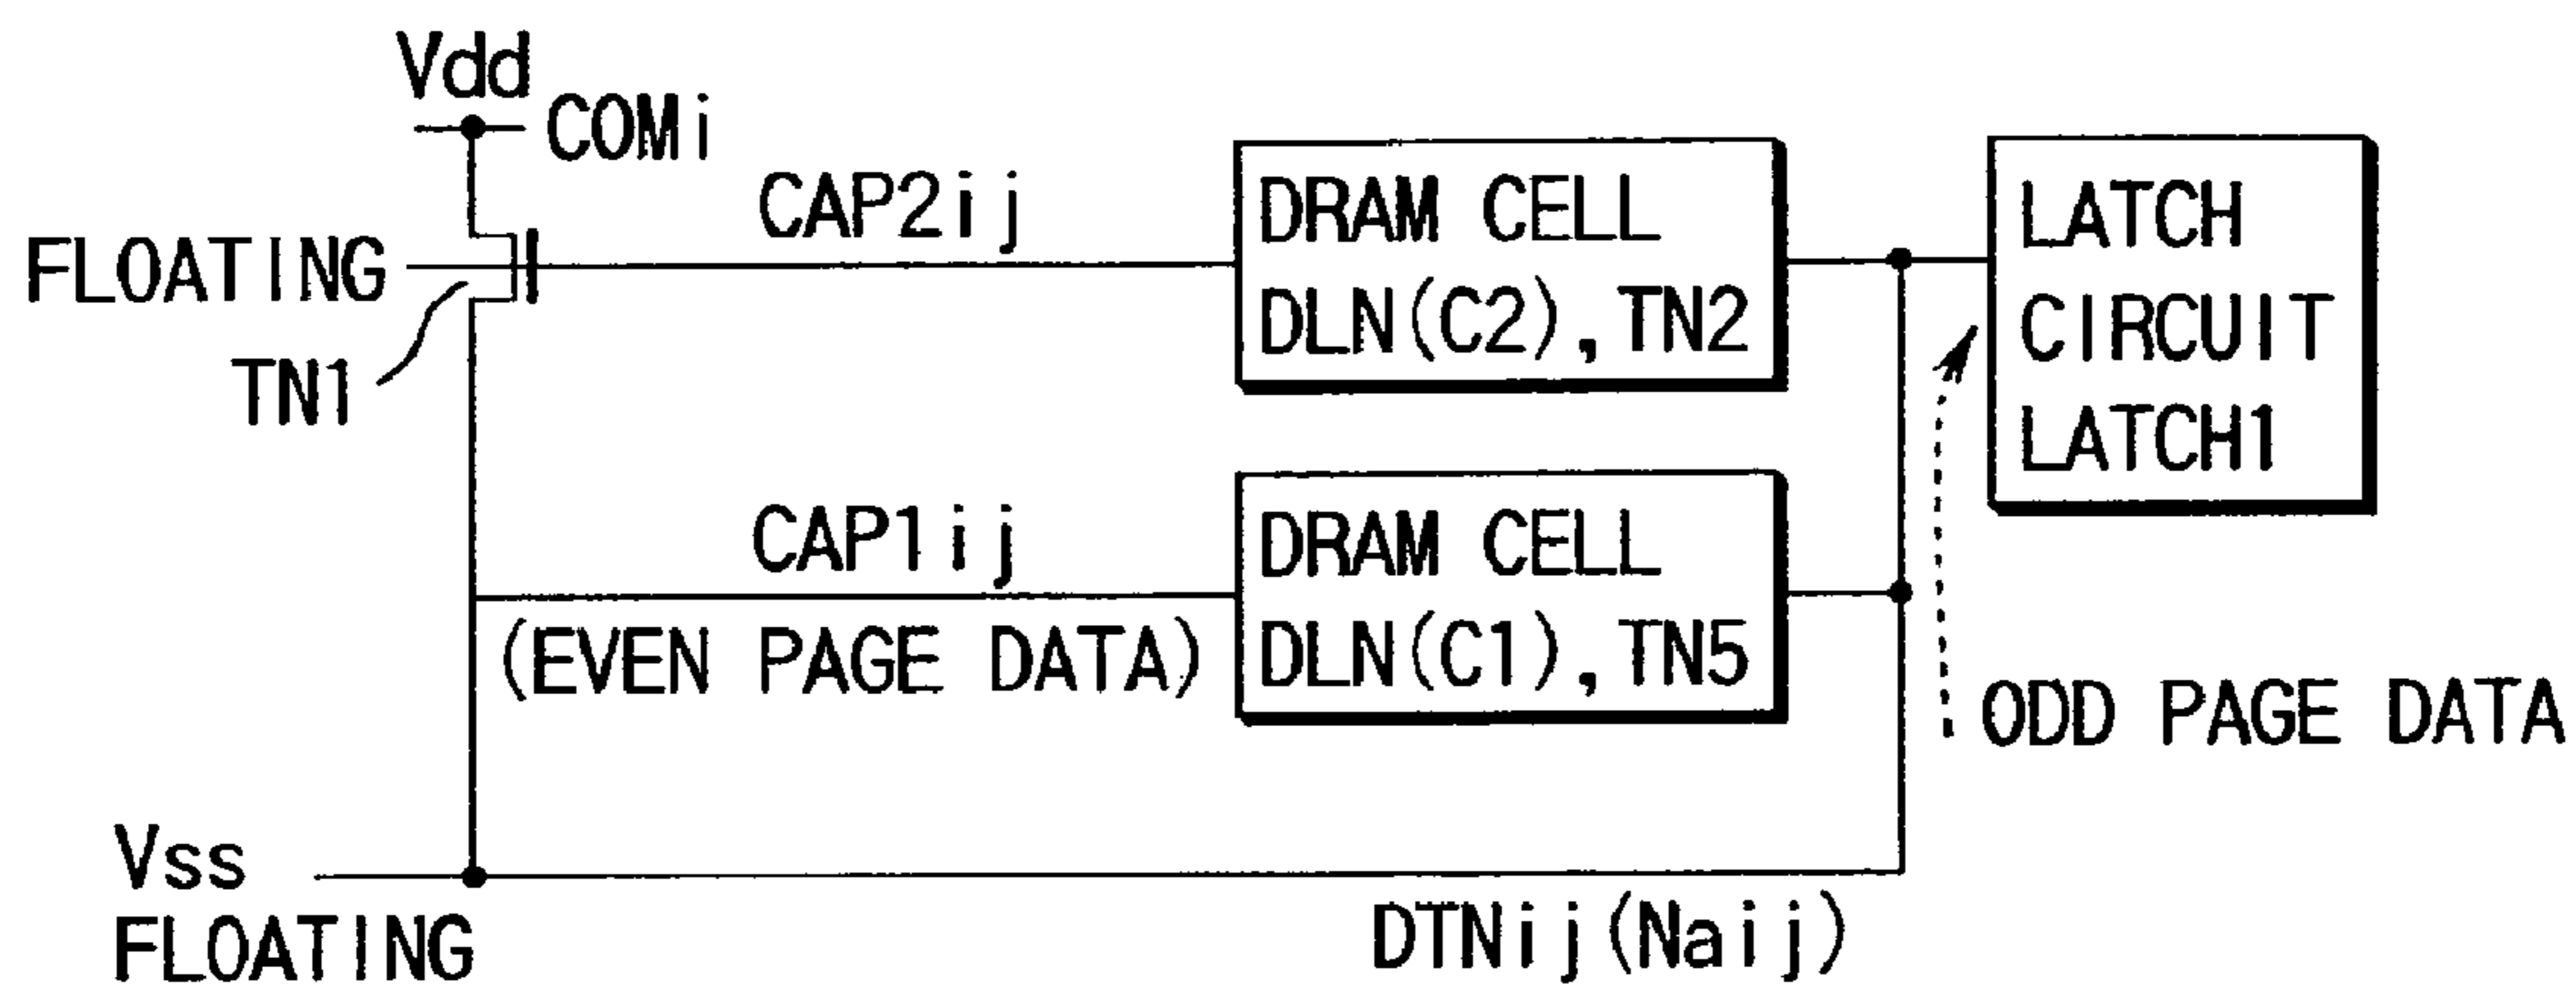 Vdd
COMi
CAP2ij
FLOATING
TN1
DRAM CELL
DLN(C2),TN2
LATCH
CIRCUIT
LATCH1
CAP1ij
(EVEN PAGE DATA)
DRAM CELL
DLN(C1),TN5
ODD PAGE DATA
Vss
FLOATING
DTNij(Naij)